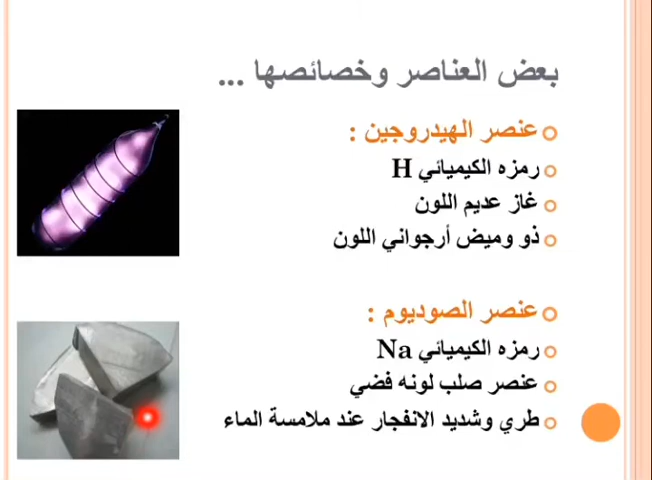 بعض العناصر وخصائصها ...
عنصر الهيدروجين :
رمزه الكيميائي H
غاز عديم اللون
ذو وميض أرجواني اللون
عنصر الصوديوم :
رمزه الكيميائي Na
عنصر صلب لونه فضي
طري وشديد الانفجار عند ملامسة الماء